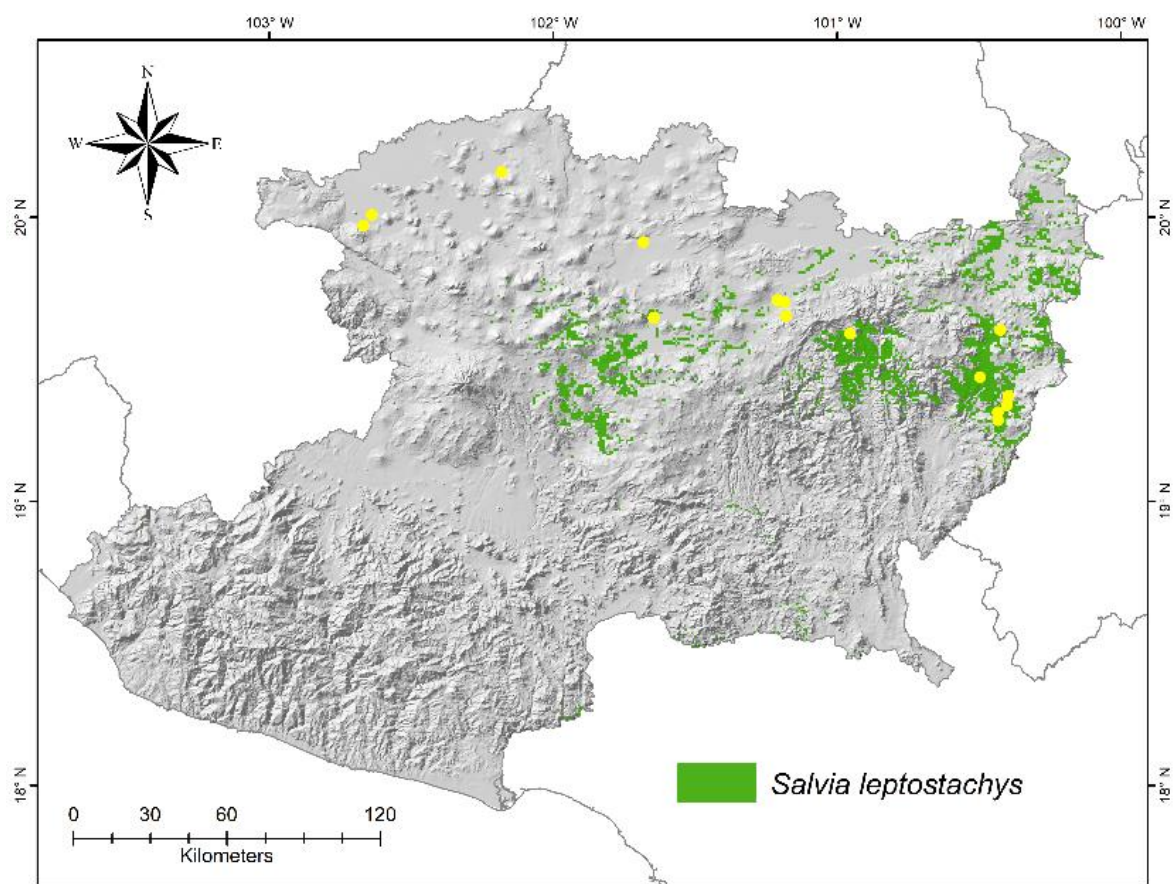 103° W 102° W 101° W 100° W
N
W E
S
20° N 20° N
19° N 19° N
18° N 18° N
Salvia leptostachys
0 30 60 120
Kilometers